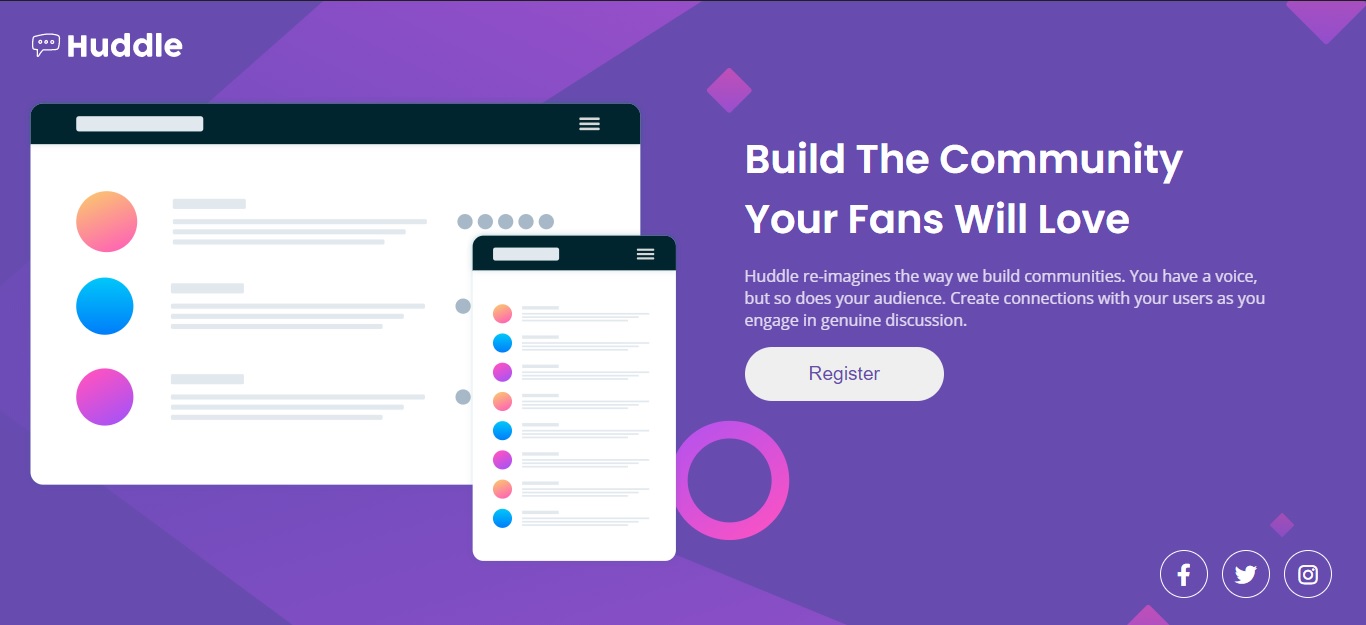 Huddle
Build The Community
Your Fans Will Love
Huddle re-imagines the way we build communities. You have a voice,
but so does your audience. Create connections with your users as you
engage in genuine discussion.
Register